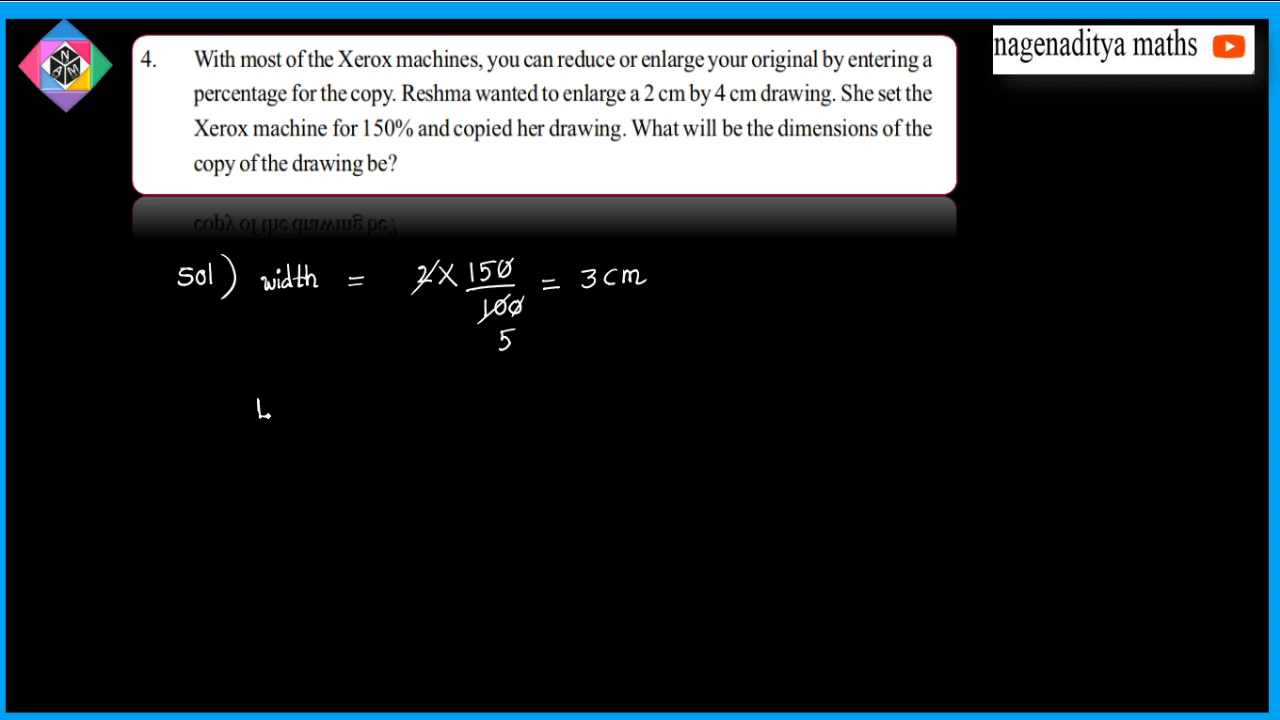 nagenaditya maths
N
A M
4. With most of the Xerox machines, you can reduce or enlarge your original by entering a
percentage for the copy. Reshma wanted to enlarge a 2 cm by 4 cm drawing. She set the
Xerox machine for 150% and copied her drawing. What will be the dimensions of the
copy of the drawing be?
Sol) width = 2 X 150 = 3 cm
100
5
L